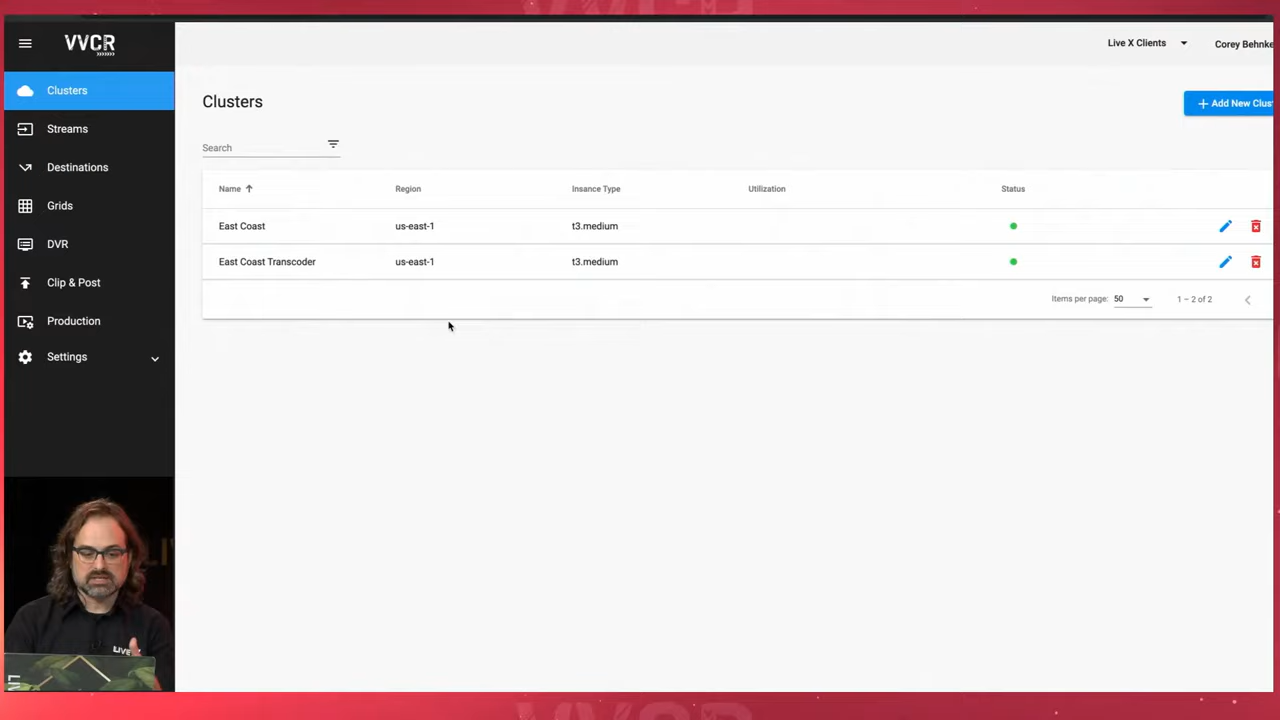 VVCR
Live X Clients
Corey Behnke
Clusters
Streams
Destinations
Grids
DVR
Clip & Post
Production
Settings
Clusters
+ Add New Clus
Search
Name Region Insance Type Utilization Status
East Coast us-east-1 t3.medium
East Coast Transcoder us-east-1 t3.medium
Items per page: 50 1 – 2 of 2
LIVE